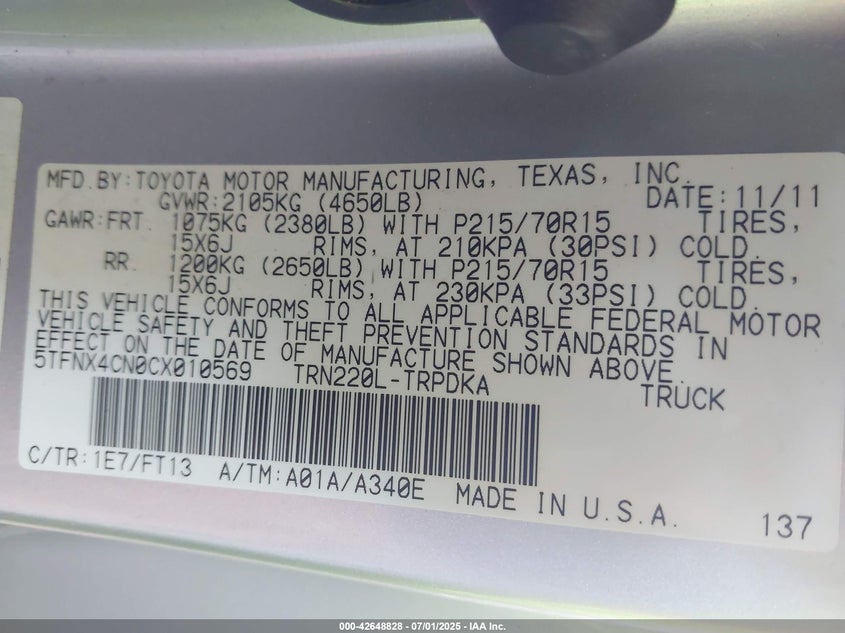 MFD.BY:TOYOTA MOTOR MANUFACTURING, TEXAS, INC.
GVWR:2105KG (4650LB) DATE:11/11
GAWR:FRT. 1075KG (2380LB) WITH P215/70R15 TIRES,
15X6J RIMS, AT 210KPA (30PSI) COLD.
RR. 1200KG (2650LB) WITH P215/70R15 TIRES,
15X6J RIMS, AT 230KPA (33PSI) COLD.
THIS VEHICLE CONFORMS TO ALL APPLICABLE FEDERAL MOTOR
VEHICLE SAFETY AND THEFT PREVENTION STANDARDS IN
EFFECT ON THE DATE OF MANUFACTURE SHOWN ABOVE.
5TFNX4CN0CX010569 TRN220L-TRPDKA TRUCK
C/TR:1E7/FT13 A/TM:A01A/A340E MADE IN U.S.A.
137
000-42648828 - 07/01/2025 - IAA Inc.